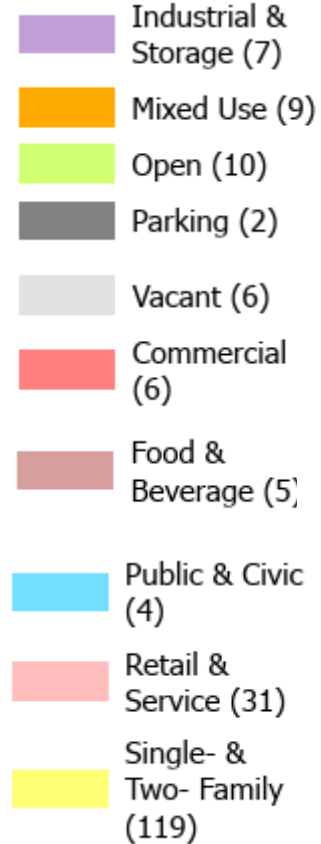 Industrial &
Storage (7)
Mixed Use (9)
Open (10)
Parking (2)
Vacant (6)
Commercial
(6)
Food &
Beverage (5)
Public & Civic
(4)
Retail &
Service (31)
Single- &
Two- Family
(119)